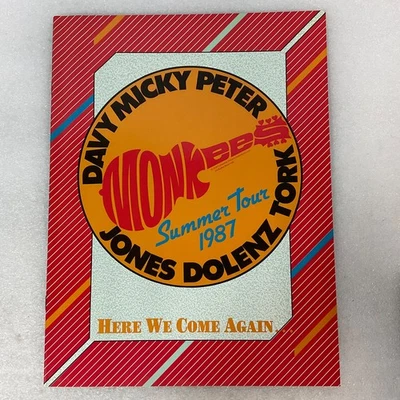 DAVY MICKY PETER
MONKEES
Summer Tour
1987
JONES DOLENZ TORK
HERE WE COME AGAIN...